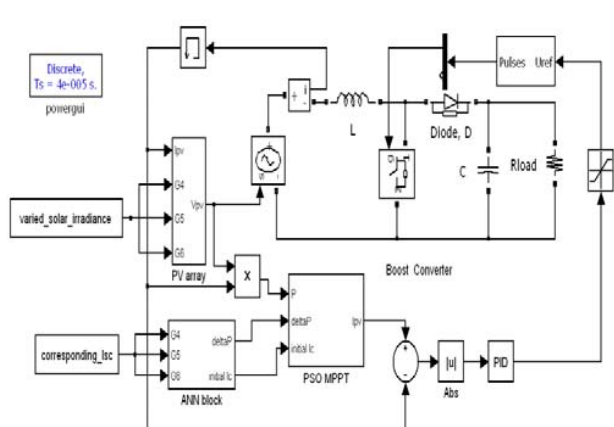 Discrete,
Ts = 4e-005 s.
powergui
i
+
-
L
Pulses Uref
Diode, D
C
Rload
Ipv
G4
G5
G6
Vpv
PV array
varied_solar_irradiance
x
Boost Converter
corresponding_Isc
G4
G5
G6
deltaP
initial Ic
ANN block
P
deltaP
initial Ic
Ipv
PSO MPPT
+
-
|u|
Abs
PID